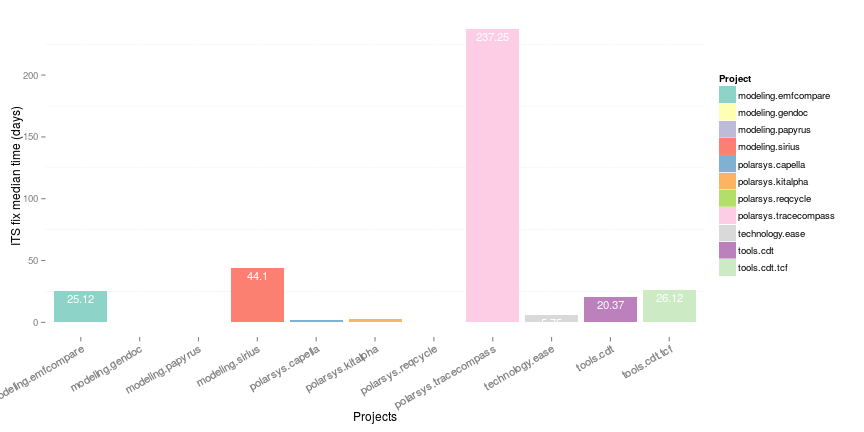 ITS fix median time (days)
200
150
100
50
0
237.25
44.1
25.12
20.37
26.12
5.75
odeling.emfcompare
modeling.gendoc
modeling.papyrus
modeling.sirius
polarsys.capella
polarsys.kitalpha
polarsys.reqcycle
polarsys.tracecompass
technology.ease
tools.cdt
tools.cdt.tcf
Projects
Project
modeling.emfcompare
modeling.gendoc
modeling.papyrus
modeling.sirius
polarsys.capella
polarsys.kitalpha
polarsys.reqcycle
polarsys.tracecompass
technology.ease
tools.cdt
tools.cdt.tcf